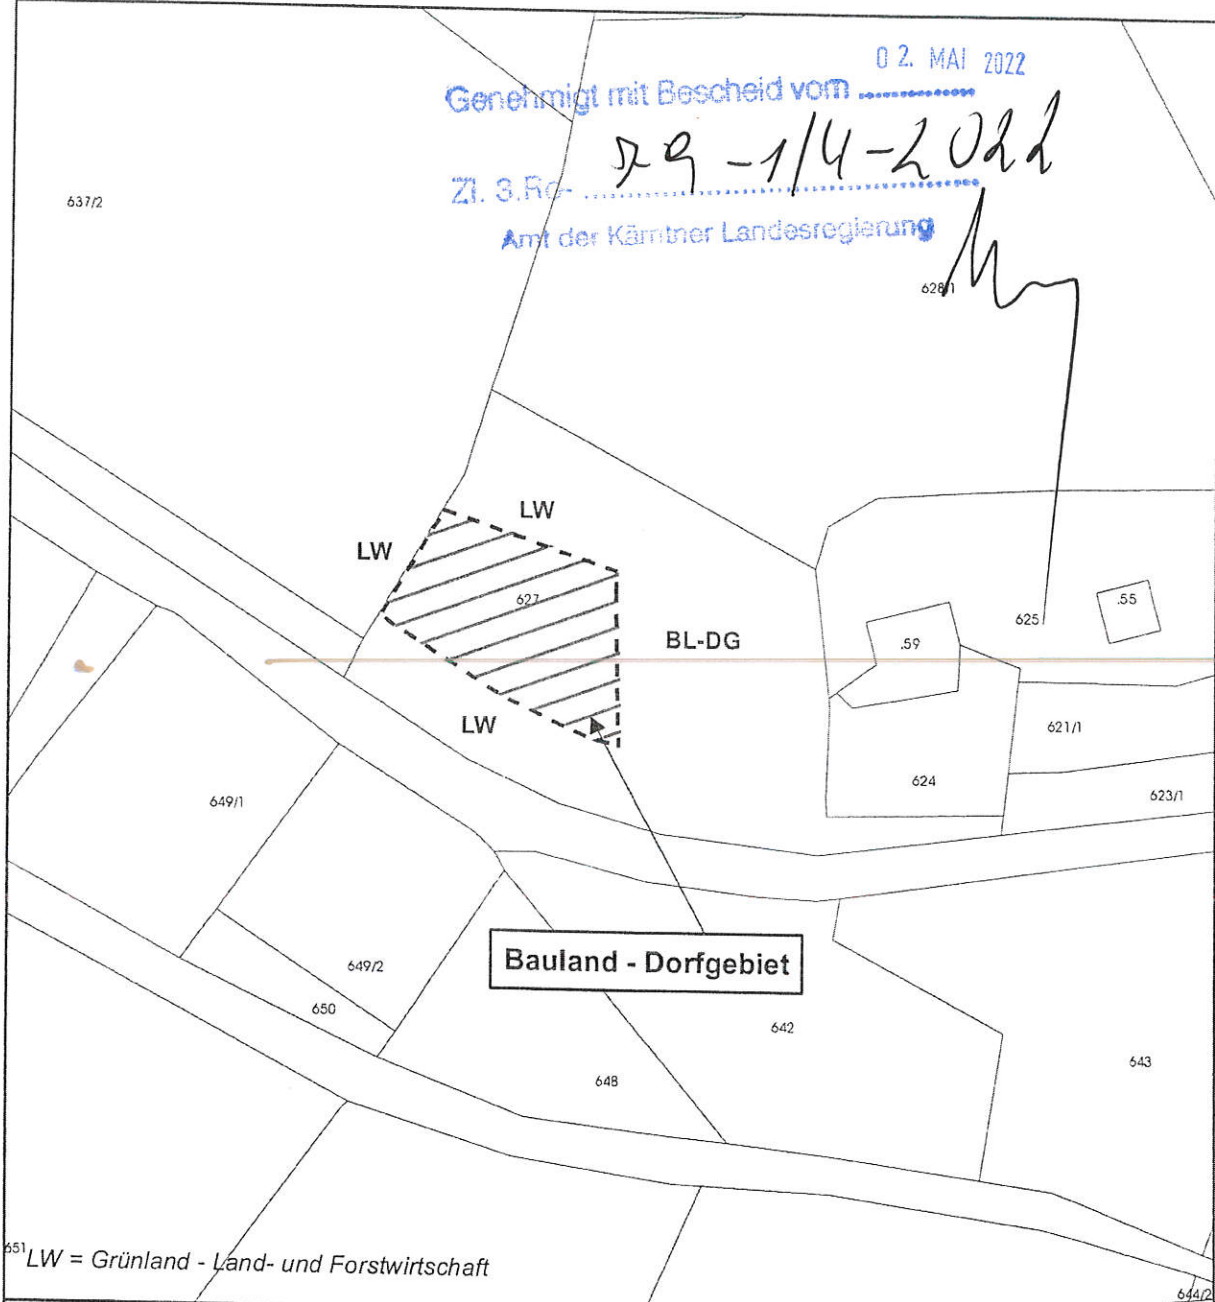 02. MAI 2022
Genehmigt mit Bescheid vom
Zl. 3.Ro- 79-1/4-2022
Amt der Kärntner Landesregierung
637/2
628/1
LW
LW
627
BL-DG
.55
625
.59
LW
621/1
624
623/1
649/1
Bauland - Dorfgebiet
649/2
650
642
643
648
651
LW = Grünland - Land- und Forstwirtschaft
644/2